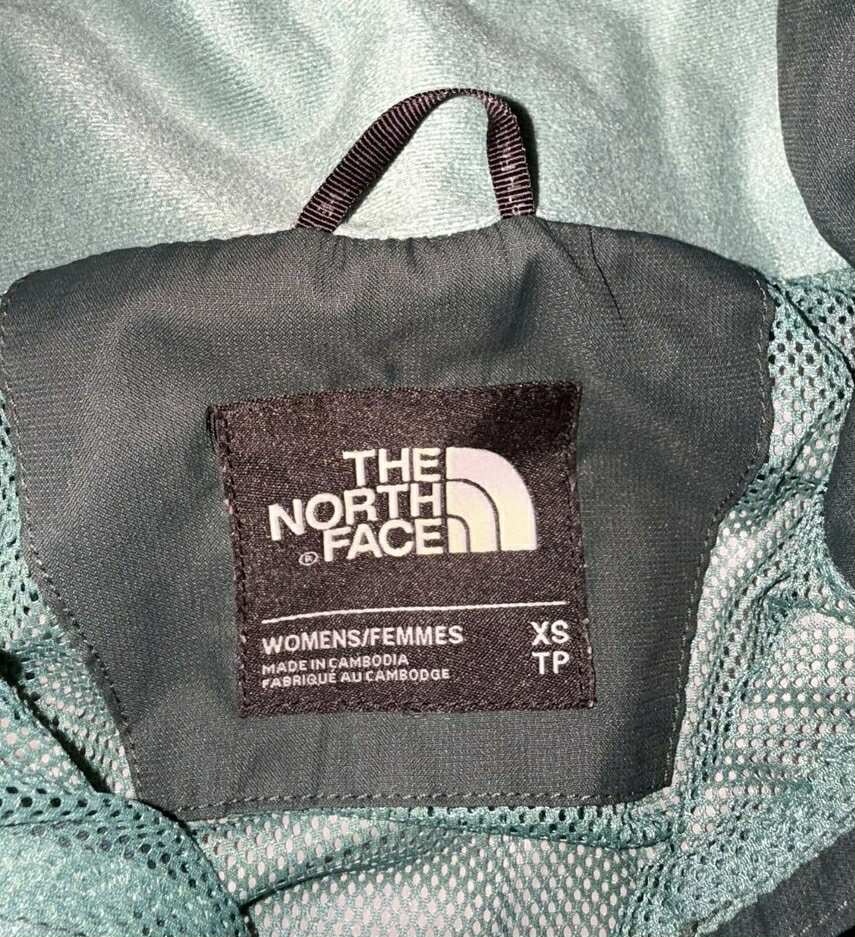 THE
NORTH
® FACE
WOMENS/FEMMES XS
MADE IN CAMBODIA TP
FABRIQUÉ AU CAMBODGE